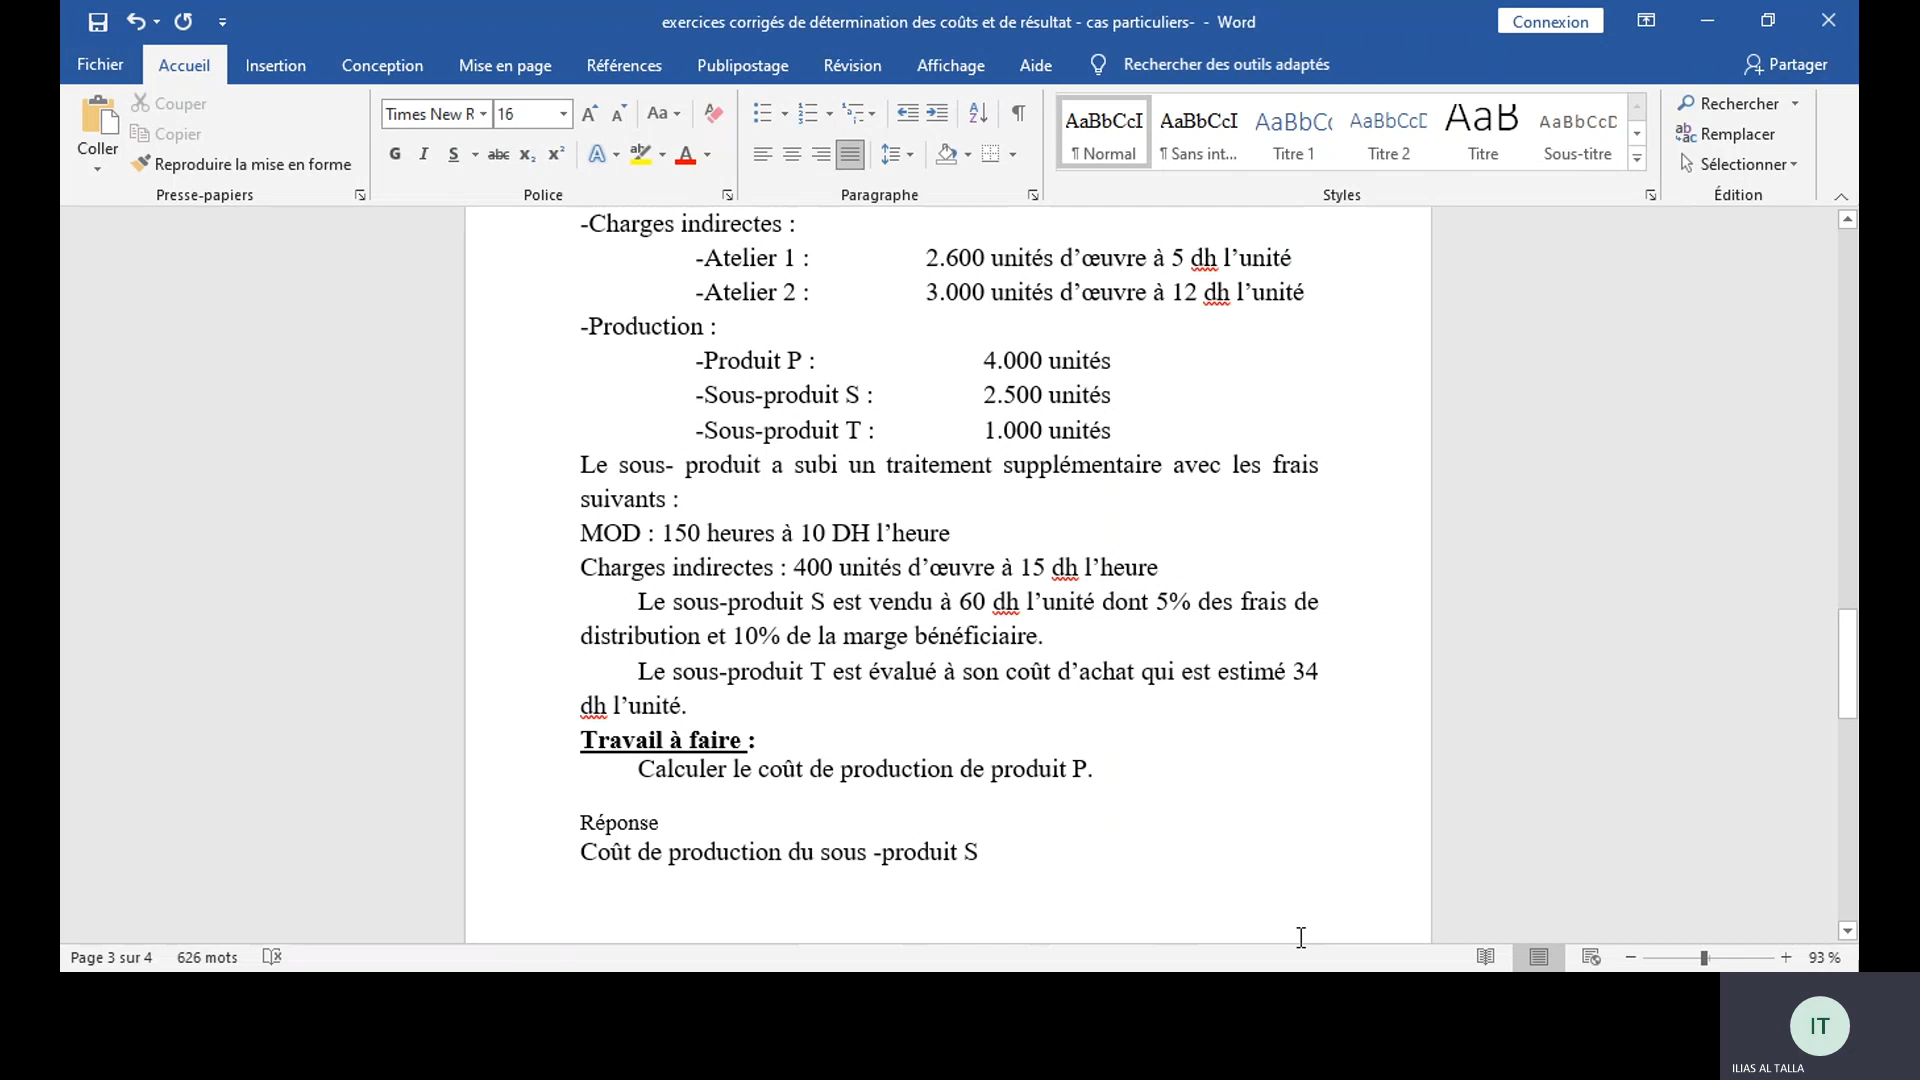 exercices corrigés de détermination des coûts et de résultat - cas particuliers- - Word
Connexion
Fichier
Accueil
Insertion
Conception
Mise en page
Références
Publipostage
Révision
Affichage
Aide
Rechercher des outils adaptés
Partager
Coller
Couper
Copier
Reproduire la mise en forme
Presse-papiers
Times New R
16
Aa
G I S abc x₂ x²
A
A
Police
Paragraphe
AaBbCcI
¶ Normal
AaBbCcI
¶ Sans int...
AaBbCc
Titre 1
AaBbCcD
Titre 2
AaB
Titre
AaBbCcD
Sous-titre
Styles
Rechercher
Remplacer
Sélectionner
Édition
-Charges indirectes :
-Atelier 1 : 2.600 unités d’œuvre à 5 dh l’unité
-Atelier 2 : 3.000 unités d’œuvre à 12 dh l’unité
-Production :
-Produit P : 4.000 unités
-Sous-produit S : 2.500 unités
-Sous-produit T : 1.000 unités
Le sous- produit a subi un traitement supplémentaire avec les frais
suivants :
MOD : 150 heures à 10 DH l’heure
Charges indirectes : 400 unités d’œuvre à 15 dh l’heure
Le sous-produit S est vendu à 60 dh l’unité dont 5% des frais de
distribution et 10% de la marge bénéficiaire.
Le sous-produit T est évalué à son coût d’achat qui est estimé 34
dh l’unité.
Travail à faire :
Calculer le coût de production de produit P.
Réponse
Coût de production du sous -produit S
Page 3 sur 4
626 mots
93 %
IT
ILIAS AL TALLA